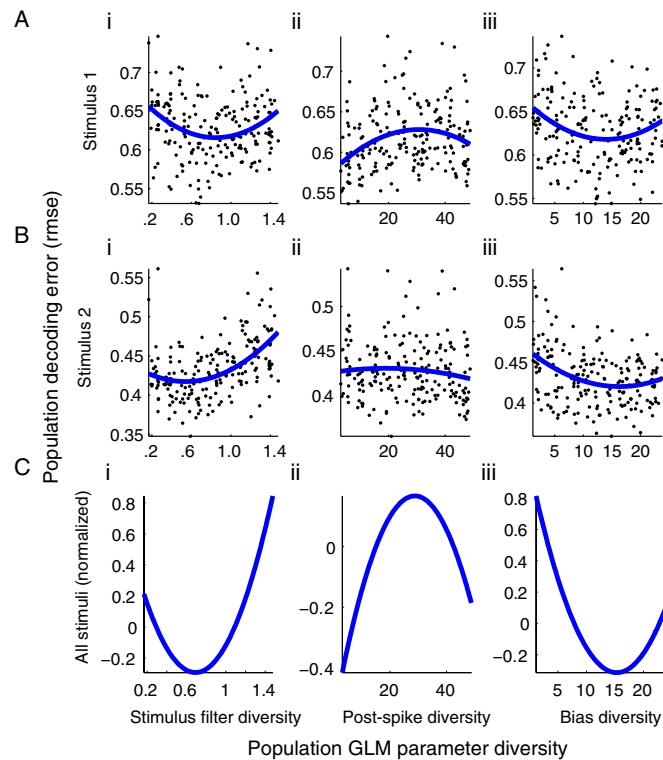 A
i
ii
iii
Stimulus 1
0.7
0.65
0.6
0.55
.2 .6 1.0 1.4
0.7
0.65
0.6
0.55
20 40
0.7
0.65
0.6
0.55
5 10 15 20
Population decoding error (rmse)
B
i
ii
iii
Stimulus 2
0.55
0.5
0.45
0.4
0.35
.2 .6 1.0 1.4
0.5
0.45
0.4
20 40
0.55
0.5
0.45
0.4
5 10 15 20
C
i
ii
iii
All stimuli (normalized)
0.8
0.6
0.4
0.2
0
−0.2
0.2 0.6 1 1.4
0
−0.2
−0.4
20 40
0.8
0.6
0.4
0.2
0
−0.2
5 10 15 20
Stimulus filter diversity
Post-spike diversity
Bias diversity
Population GLM parameter diversity